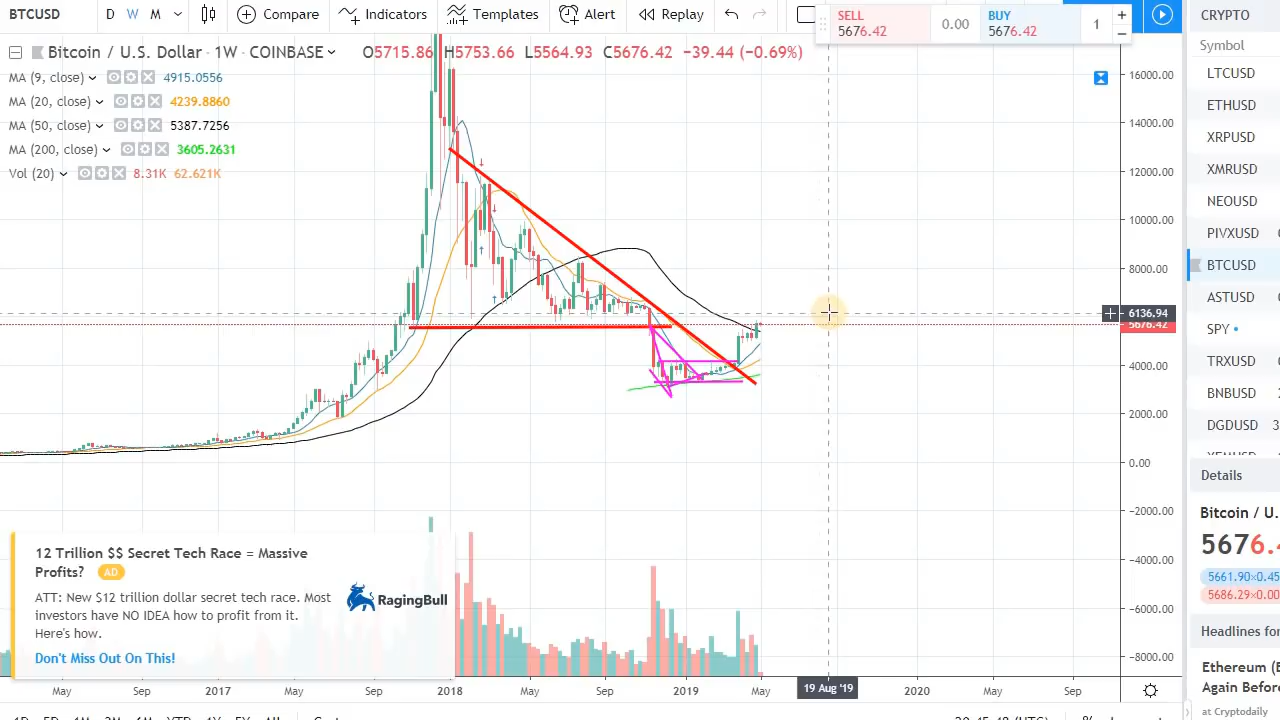 BTCUSD
D W M
Compare
Indicators
Templates
Alert
Replay
SELL
5676.42
0.00
BUY
5676.42
1
CRYPTO
Symbol
Bitcoin / U.S. Dollar · 1W · COINBASE
O5715.86 H5753.66 L5564.93 C5676.42 −39.44 (−0.69%)
MA (9, close) 4915.0556
MA (20, close) 4239.8860
MA (50, close) 5387.7256
MA (200, close) 3605.2631
Vol (20) 8.31K 62.621K
16000.00
14000.00
12000.00
10000.00
8000.00
6136.94
5676.42
4000.00
2000.00
0.00
−2000.00
−4000.00
−6000.00
−8000.00
LTCUSD
ETHUSD
XRPUSD
XMRUSD
NEOUSD
PIVXUSD
BTCUSD
ASTUSD
SPY
TRXUSD
BNBUSD
DGDUSD 3
Details
Bitcoin / U.
5676.
5661.90×0.45
5686.29×0.00
Headlines for
Ethereum (E
Again Before
at Cryptodaily
12 Trillion $$ Secret Tech Race = Massive
Profits? AD
ATT: New $12 trillion dollar secret tech race. Most
investors have NO IDEA how to profit from it.
Here's how.
Don't Miss Out On This!
RagingBull
May Sep 2017 May Sep 2018 May Sep 2019 May 19 Aug '19 2020 May Sep